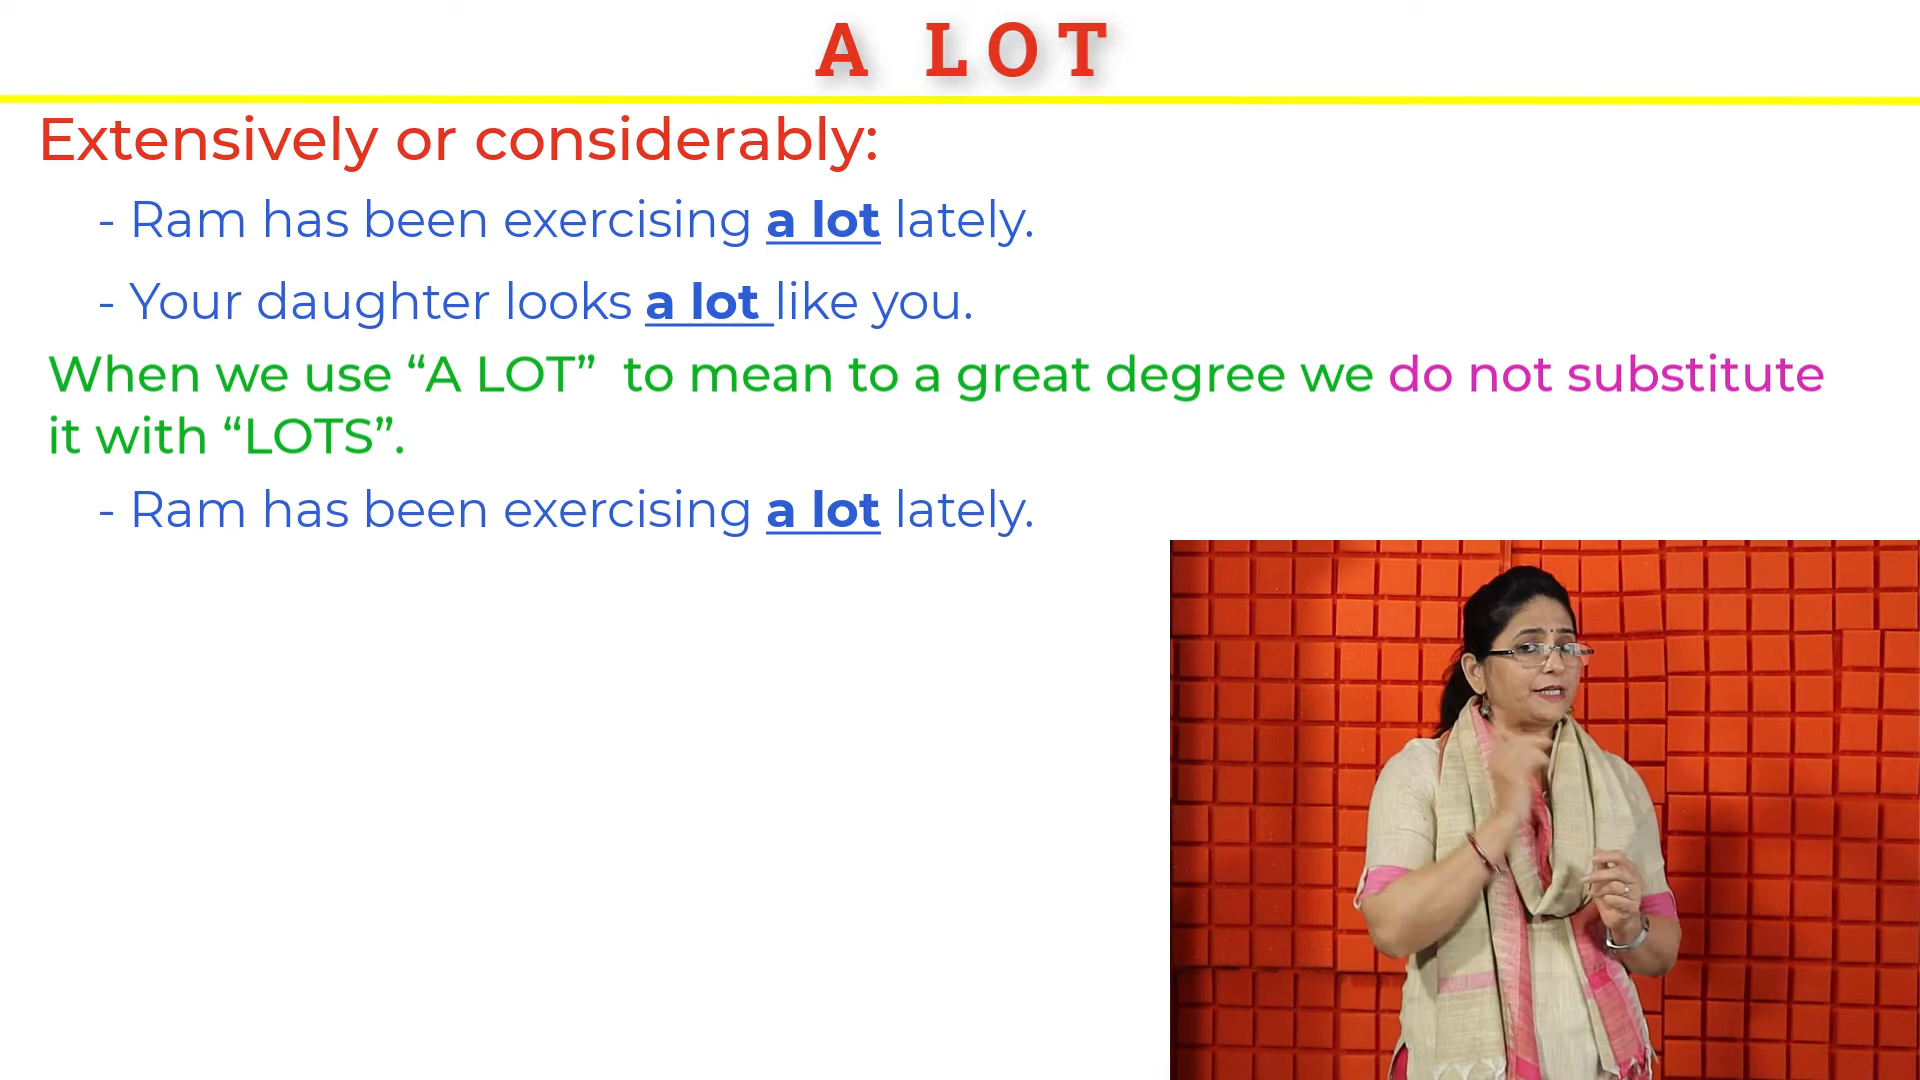 A LOT
Extensively or considerably:
- Ram has been exercising a lot lately.
- Your daughter looks a lot like you.
When we use “A LOT” to mean to a great degree we do not substitute
it with “LOTS”.
- Ram has been exercising a lot lately.